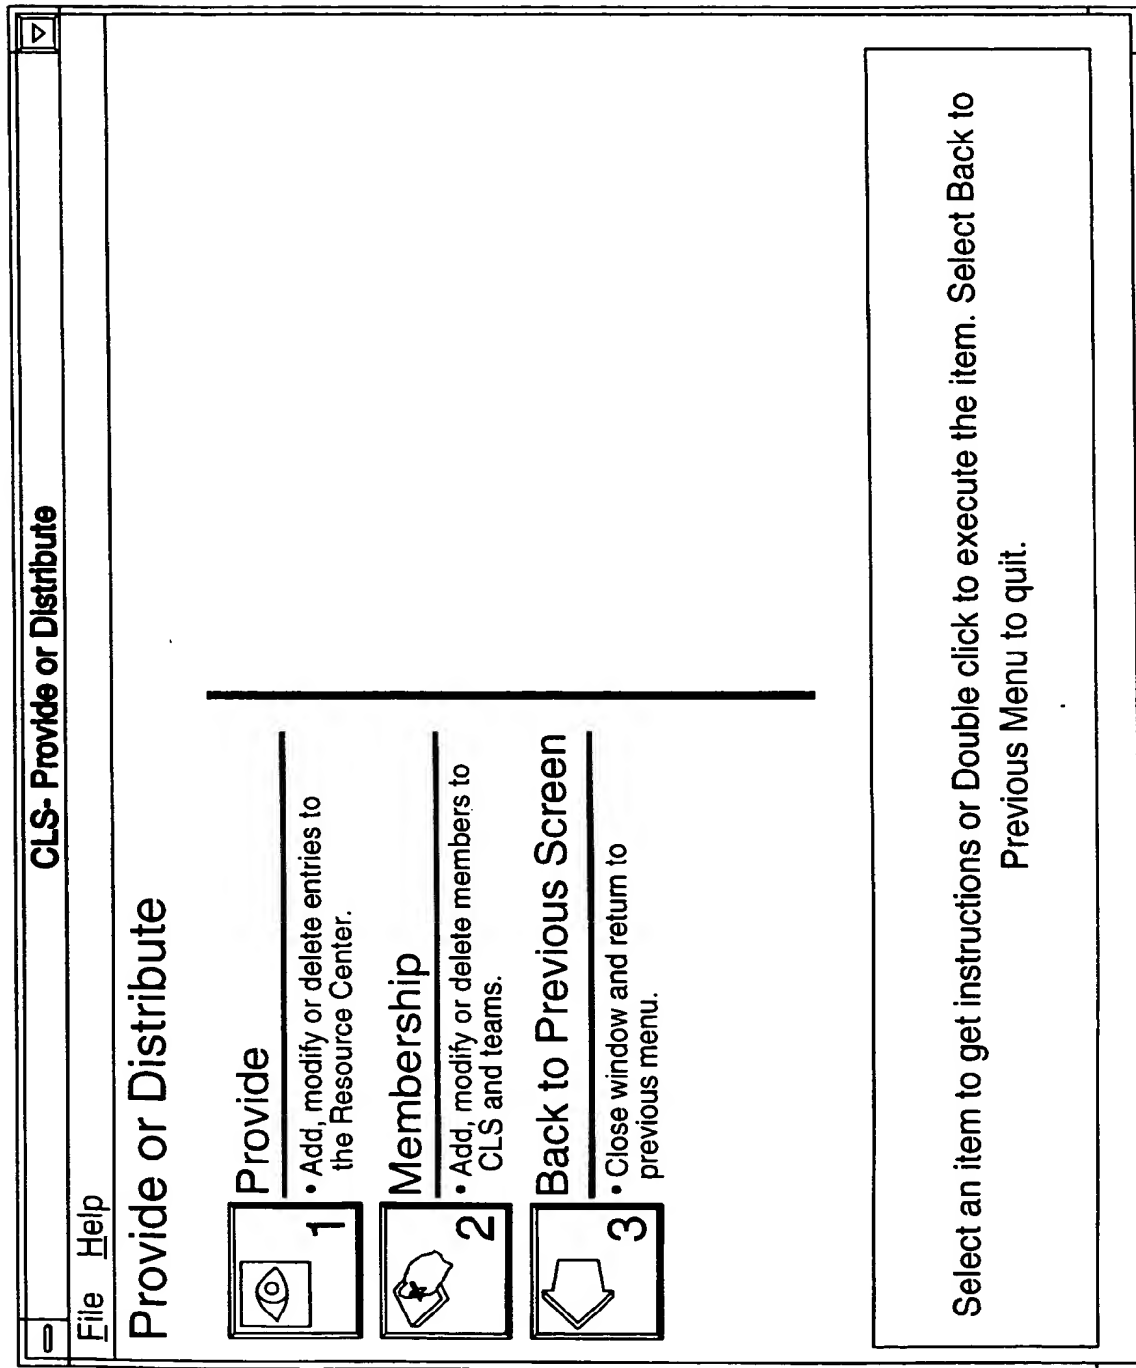 CLS- Provide or Distribute
File Help
Provide or Distribute
1
Provide
• Add, modify or delete entries to
the Resource Center.
2
Membership
• Add, modify or delete members to
CLS and teams.
3
Back to Previous Screen
• Close window and return to
previous menu.
Select an item to get instructions or Double click to execute the item. Select Back to
Previous Menu to quit.